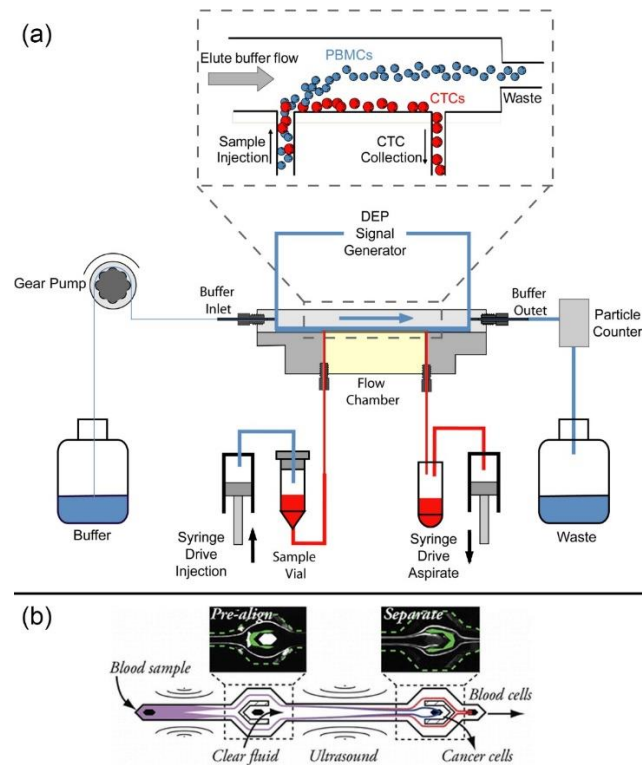 (a)
PBMCs
Elute buffer flow
CTCs
Waste
Sample
Injection
CTC
Collection
DEP
Signal
Generator
Gear Pump
Buffer
Inlet
Buffer
Outet
Particle
Counter
Flow
Chamber
Buffer
Syringe
Drive
Injection
Sample
Vial
Syringe
Drive
Aspirate
Waste
(b)
Pre-align
Separate
Blood sample
Blood cells
Clear fluid
Ultrasound
Cancer cells